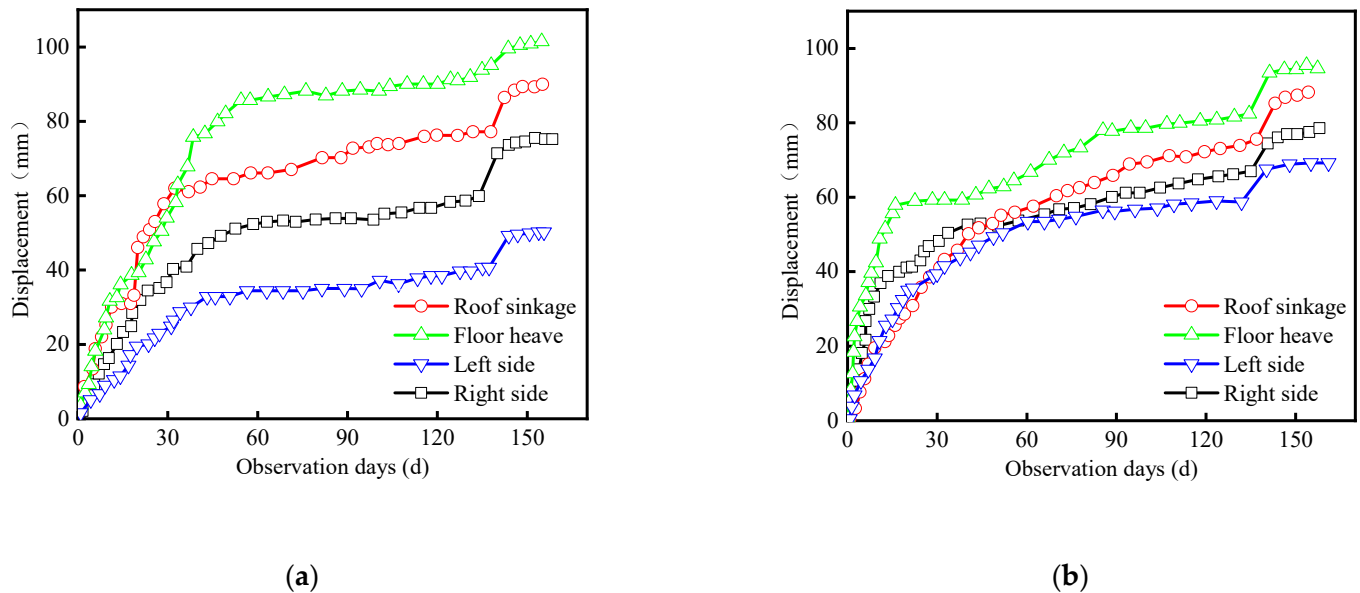 100
80
60
40
20
0
Displacement（mm）
0 30 60 90 120 150
Observation days (d)
Roof sinkage
Floor heave
Left side
Right side
(a)
100
80
60
40
20
0
Displacement（mm）
0 30 60 90 120 150
Observation days (d)
Roof sinkage
Floor heave
Left side
Right side
(b)